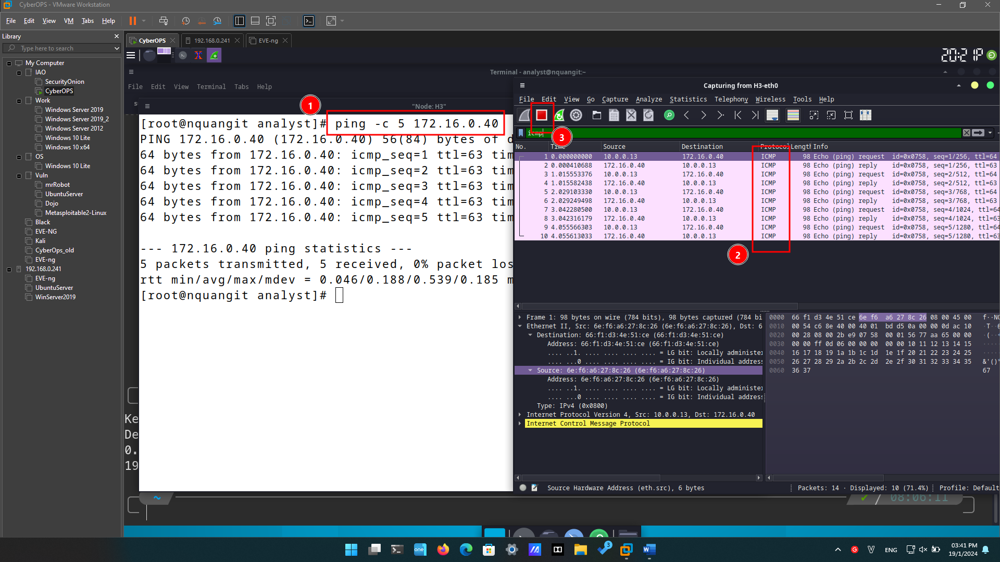 CyberOPS - VMware Workstation
File Edit View VM Tabs Help
Library
Type here to search
My Computer
IAO
SecurityOnion
CyberOPS
Work
Windows Server 2019
Windows Server 2019_2
Windows Server 2012
Windows 10 Lite
Windows 10 x64
OS
Windows 10 Lite
Vuln
mrRobot
UbuntuServer
Dojo
Metasploitable2-Linux
Black
EVE-NG
Kali
CyberOps_old
EVE-ng
192.168.0.241
EVE-ng
UbuntuServer
WinServer2019
CyberOPS 192.168.0.241 EVE-ng
20:21P
Terminal - analyst@nquangit:~
File Edit View Terminal Tabs Help
"Node: H3"
1
[root@nquangit analyst]# ping -c 5 172.16.0.40
PING 172.16.0.40 (172.16.0.40) 56(84) bytes of d
64 bytes from 172.16.0.40: icmp_seq=1 ttl=63 tim
64 bytes from 172.16.0.40: icmp_seq=2 ttl=63 tim
64 bytes from 172.16.0.40: icmp_seq=3 ttl=63 tim
64 bytes from 172.16.0.40: icmp_seq=4 ttl=63 tim
64 bytes from 172.16.0.40: icmp_seq=5 ttl=63 tim
--- 172.16.0.40 ping statistics ---
5 packets transmitted, 5 received, 0% packet los
rtt min/avg/max/mdev = 0.046/0.188/0.539/0.185 m
[root@nquangit analyst]#
Ke
De
0.
19
~
08:06:11
Capturing from H3-eth0
File Edit View Go Capture Analyze Statistics Telephony Wireless Tools Help
icmp
3
No. Time Source Destination Protocol Length Info
1 0.000000000 10.0.0.13 172.16.0.40 ICMP 98 Echo (ping) request id=0x0758, seq=1/256, ttl=64
2 0.000410688 172.16.0.40 10.0.0.13 ICMP 98 Echo (ping) reply id=0x0758, seq=1/256, ttl=63
3 1.015553376 10.0.0.13 172.16.0.40 ICMP 98 Echo (ping) request id=0x0758, seq=2/512, ttl=64
4 1.015582438 172.16.0.40 10.0.0.13 ICMP 98 Echo (ping) reply id=0x0758, seq=2/512, ttl=63
5 2.029103330 10.0.0.13 172.16.0.40 ICMP 98 Echo (ping) request id=0x0758, seq=3/768, ttl=64
6 2.029249498 172.16.0.40 10.0.0.13 ICMP 98 Echo (ping) reply id=0x0758, seq=3/768, ttl=63
7 3.042280500 10.0.0.13 172.16.0.40 ICMP 98 Echo (ping) request id=0x0758, seq=4/1024, ttl=64
8 3.042316179 172.16.0.40 10.0.0.13 ICMP 98 Echo (ping) reply id=0x0758, seq=4/1024, ttl=63
9 4.055566303 10.0.0.13 172.16.0.40 ICMP 98 Echo (ping) request id=0x0758, seq=5/1280, ttl=64
10 4.055613033 172.16.0.40 10.0.0.13 ICMP 98 Echo (ping) reply id=0x0758, seq=5/1280, ttl=63
2
Frame 1: 98 bytes on wire (784 bits), 98 bytes captured (784 bi
Ethernet II, Src: 6e:f6:a6:27:8c:26 (6e:f6:a6:27:8c:26), Dst: 6
Destination: 66:f1:d3:4e:51:ce (66:f1:d3:4e:51:ce)
Address: 66:f1:d3:4e:51:ce (66:f1:d3:4e:51:ce)
.... ..1. .... .... .... .... = LG bit: Locally administe
.... ...0 .... .... .... .... = IG bit: Individual address
Source: 6e:f6:a6:27:8c:26 (6e:f6:a6:27:8c:26)
Address: 6e:f6:a6:27:8c:26 (6e:f6:a6:27:8c:26)
.... ..1. .... .... .... .... = LG bit: Locally administe
.... ...0 .... .... .... .... = IG bit: Individual address
Type: IPv4 (0x0800)
Internet Protocol Version 4, Src: 10.0.0.13, Dst: 172.16.0.40
Internet Control Message Protocol
0000 66 f1 d3 4e 51 ce 6e f6 a6 27 8c 26 08 00 45 00 f··N
0010 00 54 c6 8e 40 00 40 01 bd d5 0a 00 00 0d ac 10 ·T··@
0020 00 28 08 00 2b e9 07 58 00 01 56 77 aa 65 00 00 ·(··+
0030 00 00 ff 0d 06 00 00 00 00 00 10 11 12 13 14 15 ·····
0040 16 17 18 19 1a 1b 1c 1d 1e 1f 20 21 22 23 24 25 ·····
0050 26 27 28 29 2a 2b 2c 2d 2e 2f 30 31 32 33 34 35 &'()*
0060 36 37 67
Source Hardware Address (eth.src), 6 bytes
Packets: 14 · Displayed: 10 (71.4%)
Profile: Default
one
3
ENG
03:41 PM
19/1/2024